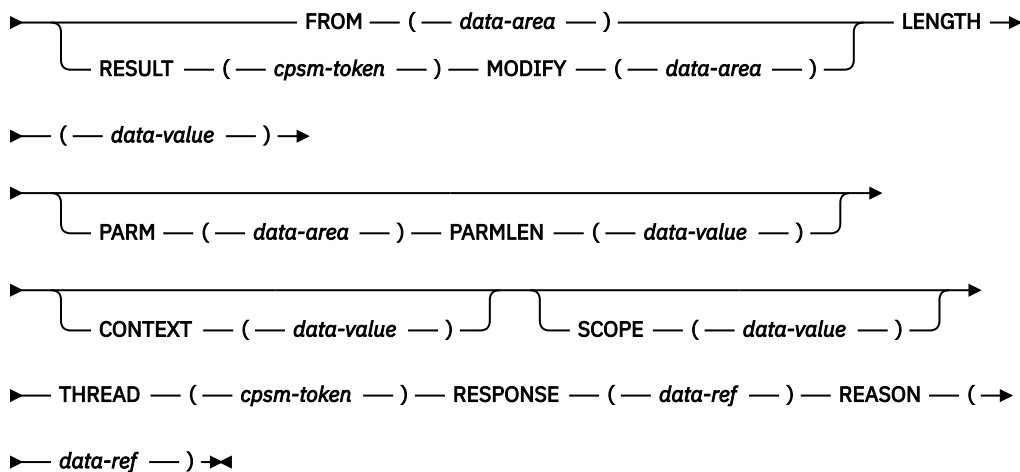 FROM ( data-area ) LENGTH
RESULT ( cpsm-token ) MODIFY ( data-area )
( data-value )
PARM ( data-area ) PARMLEN ( data-value )
CONTEXT ( data-value ) SCOPE ( data-value )
THREAD ( cpsm-token ) RESPONSE ( data-ref ) REASON (
data-ref )